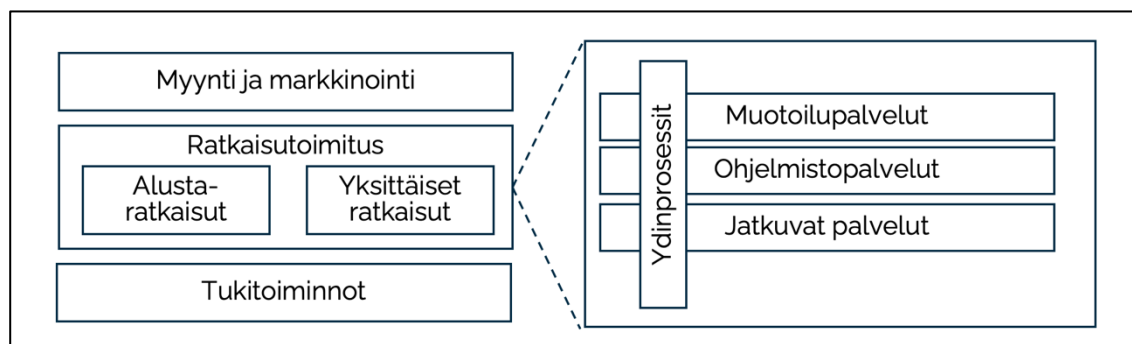 Myynti ja markkinointi
Ratkaisutoimitus
Alusta-
ratkaisut
Yksittäiset
ratkaisut
Tukitoiminnot
Ydinprosessit
Muotoilupalvelut
Ohjelmistopalvelut
Jatkuvat palvelut